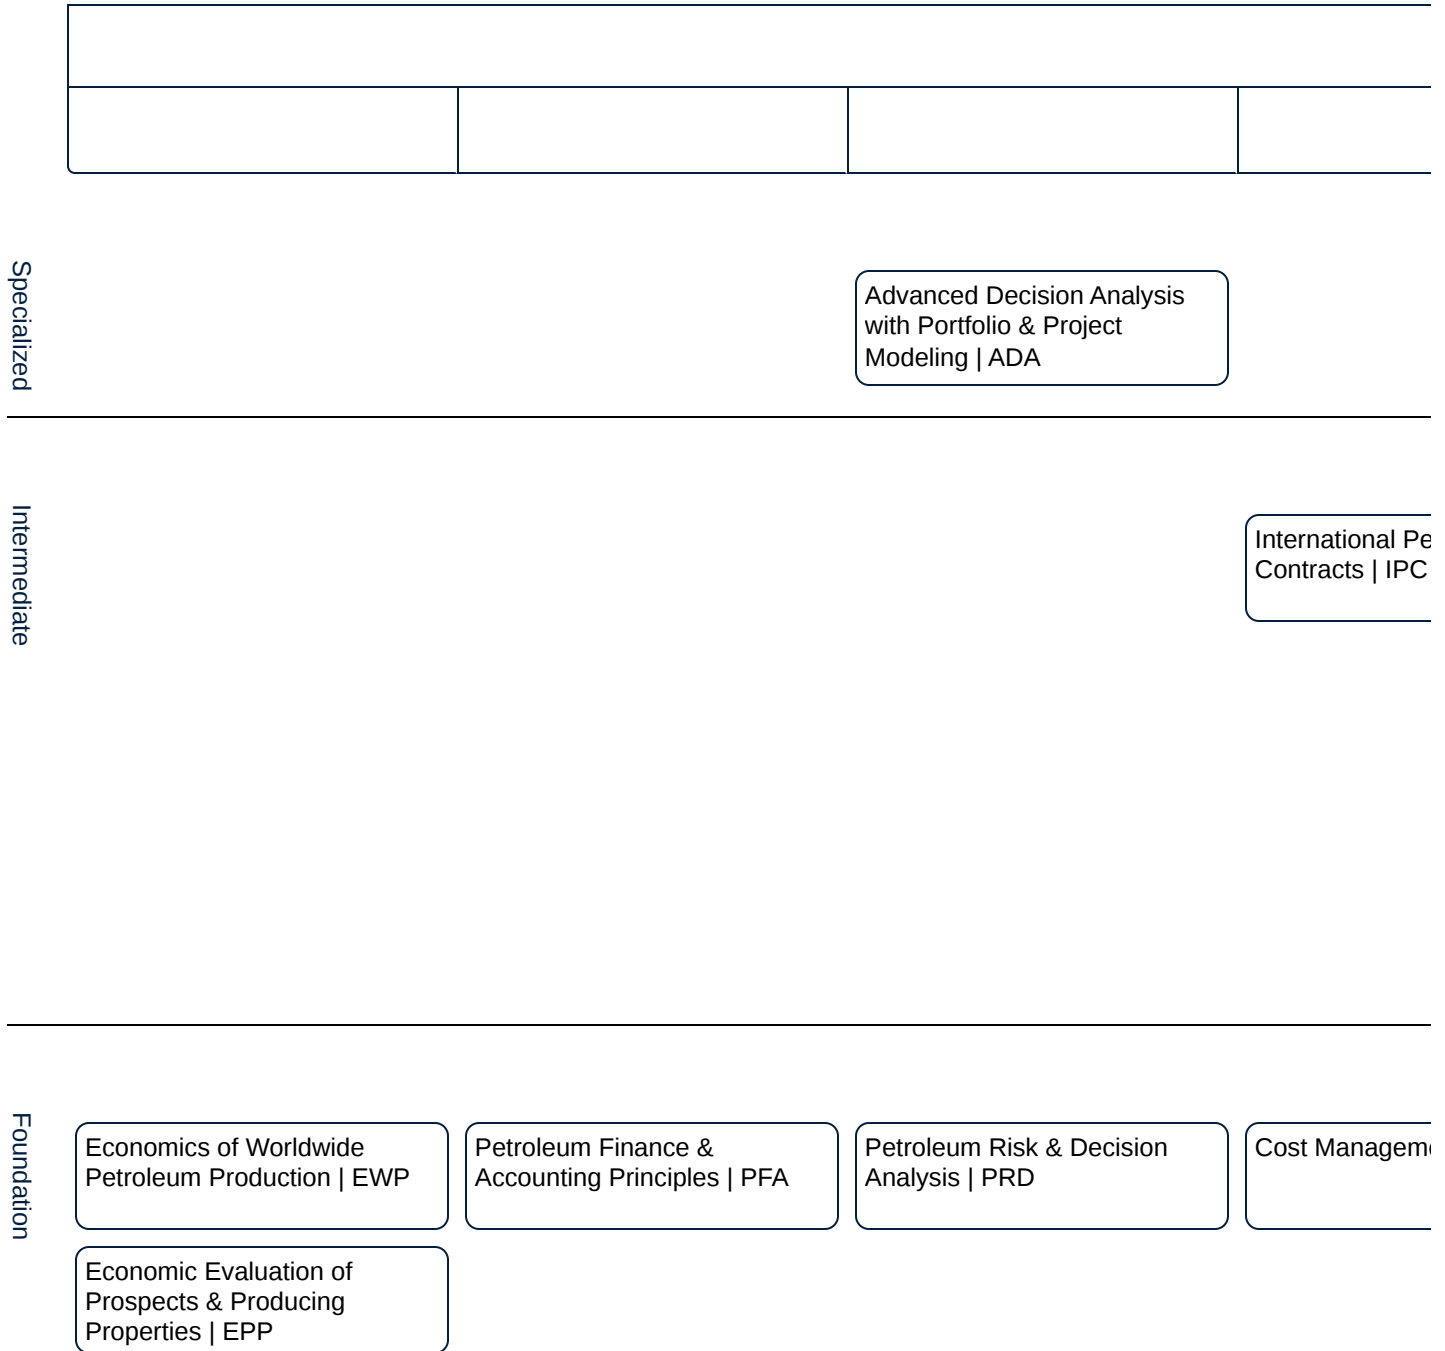 Specialized
Advanced Decision Analysis
with Portfolio & Project
Modeling | ADA
Intermediate
International
Contracts | IPC
Foundation
Economics of Worldwide
Petroleum Production | EWP
Petroleum Finance &
Accounting Principles | PFA
Petroleum Risk & Decision
Analysis | PRD
Cost
Economic Evaluation of
Prospects & Producing
Properties | EPP